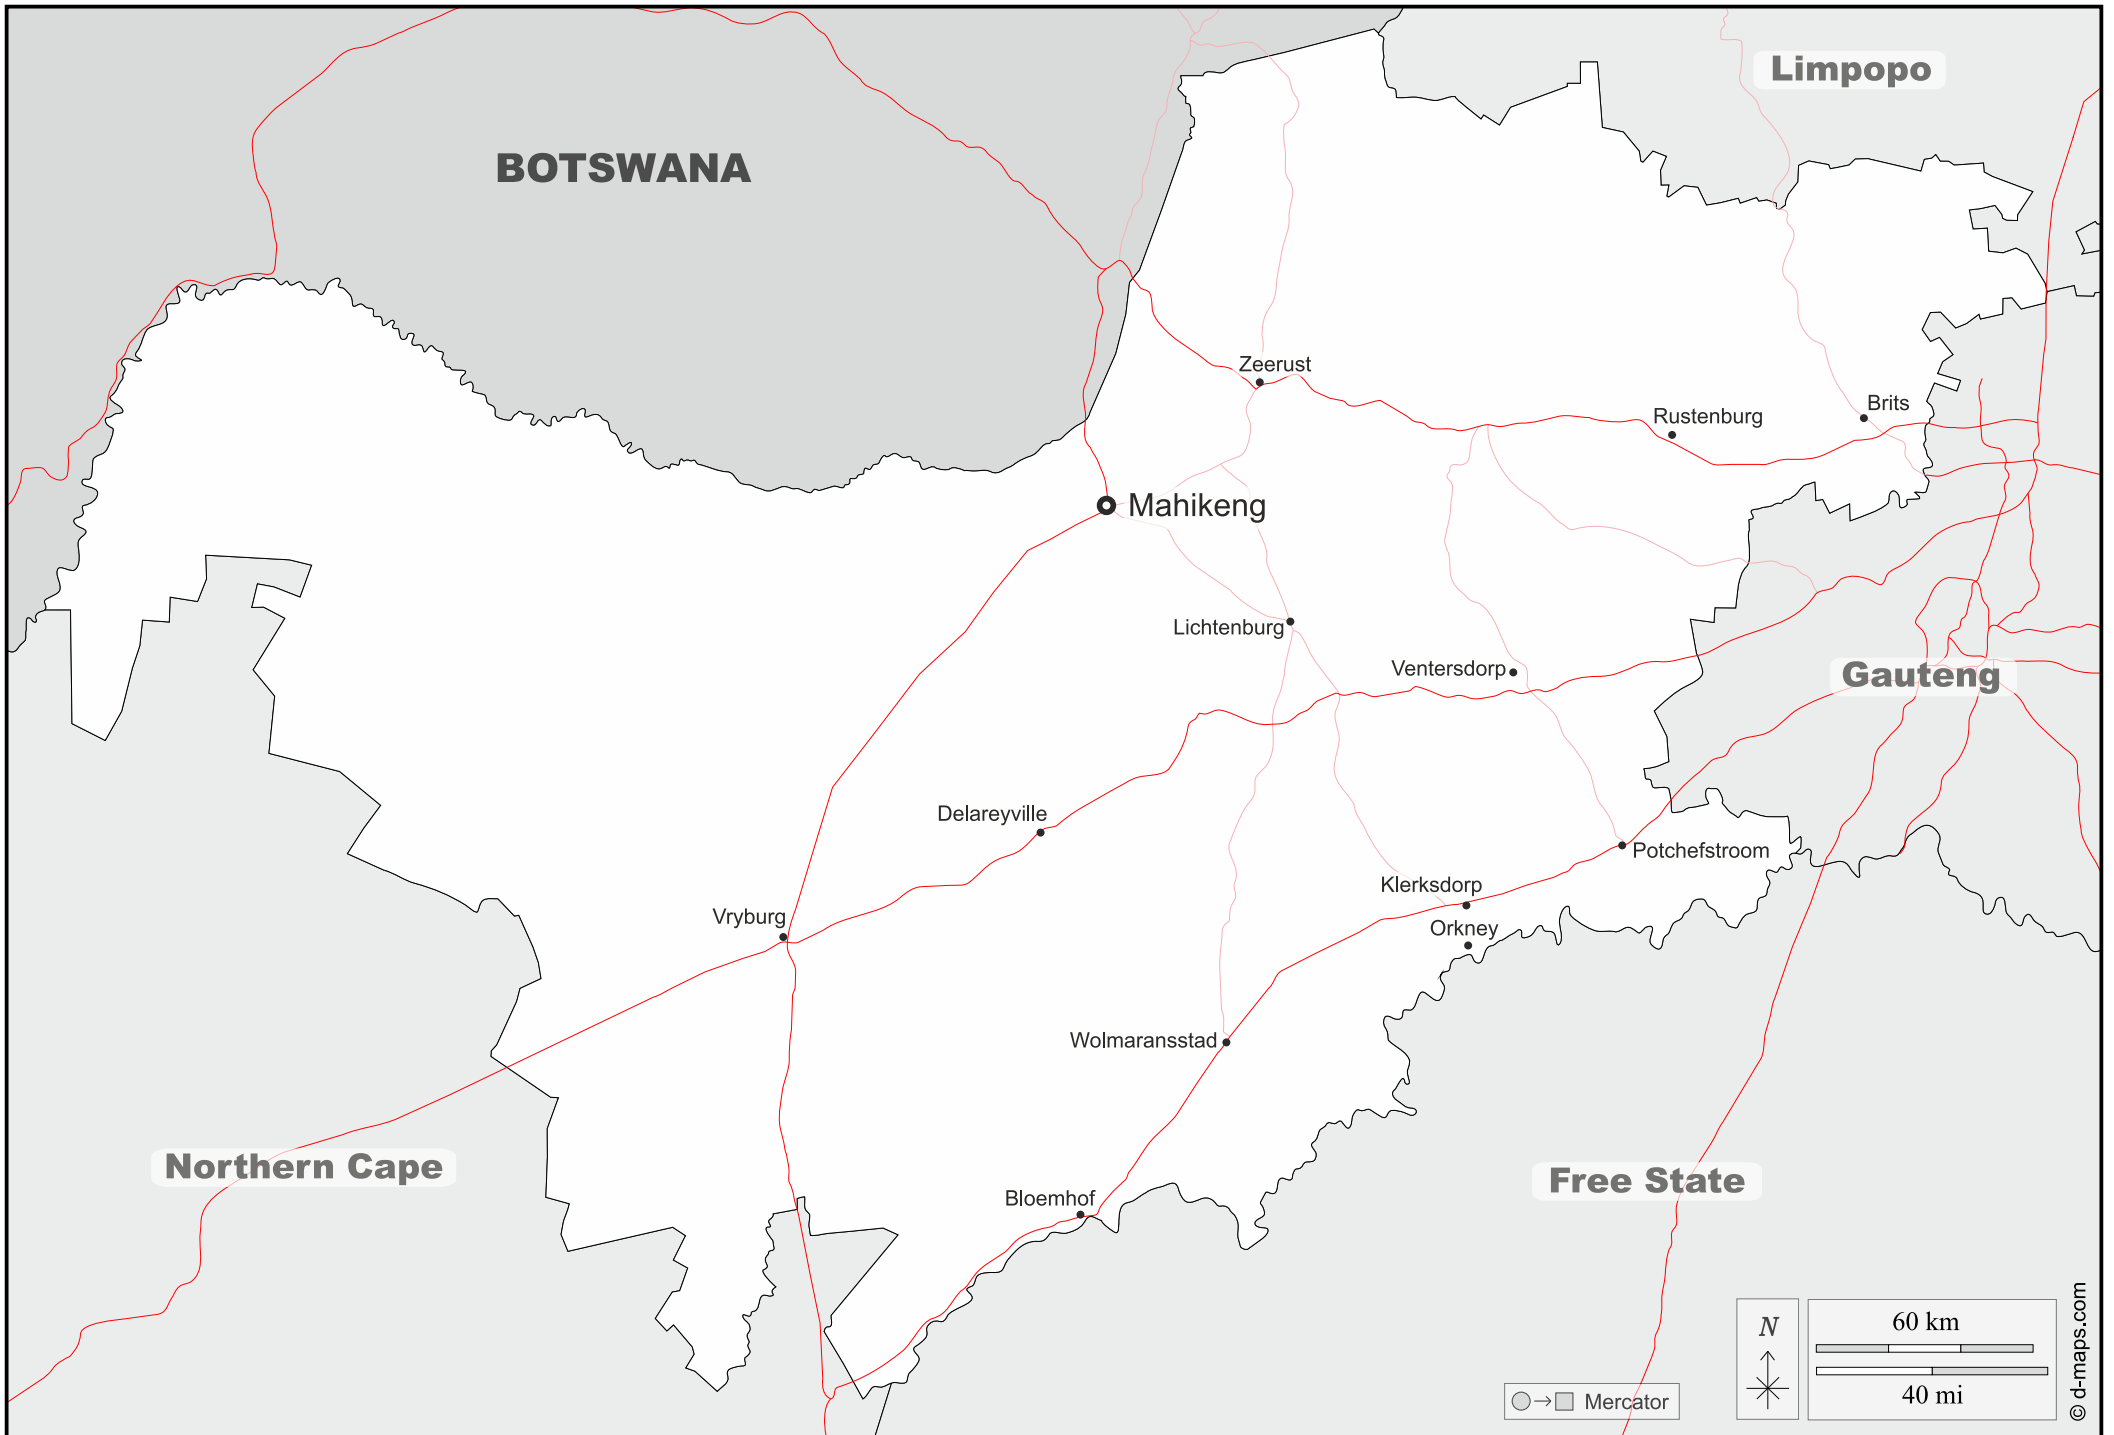 Limpopo
BOTSWANA
Zeerust
Rustenburg
Brits
Mahikeng
Lichtenburg
Ventersdorp
Gauteng
Delareyville
Potchefstroom
Klerksdorp
Vryburg
Orkney
Wolmaransstad
Northern Cape
Free State
Bloemhof
N
60 km
40 mi
Mercator
© d-maps.com